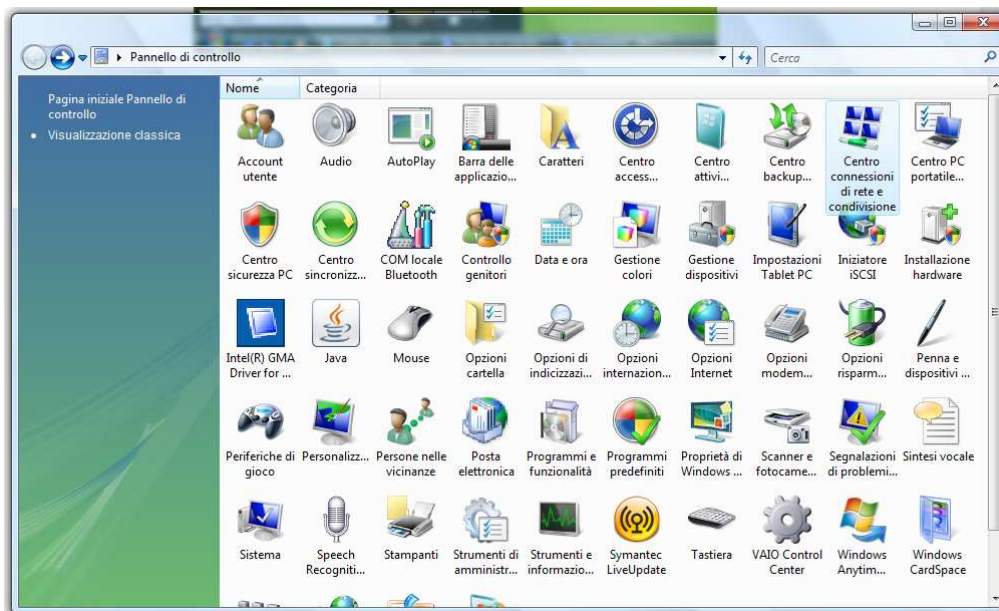 Pannello di controllo
Cerca
Pagina iniziale Pannello di
controllo
Visualizzazione classica
Nome
Categoria
Account
utente
Audio
AutoPlay
Barra delle
applicazio...
Caratteri
Centro
access...
Centro
attivi...
Centro
backup...
Centro
connessioni
di rete e
condivisione
Centro PC
portatile...
Centro
sicurezza PC
Centro
sincronizz...
COM locale
Bluetooth
Controllo
genitori
Data e ora
Gestione
colori
Gestione
dispositivi
Impostazioni
Tablet PC
Iniziatore
iSCSI
Installazione
hardware
Intel(R) GMA
Driver for ...
Java
Mouse
Opzioni
cartella
Opzioni di
indicizzazi...
Opzioni
internazion...
Opzioni
Internet
Opzioni
modem...
Opzioni
risparm...
Penna e
dispositivi ...
Periferiche di
gioco
Personalizz...
Persone nelle
vicinanze
Posta
elettronica
Programmi e
funzionalità
Programmi
predefiniti
Proprietà di
Windows ...
Scanner e
fotocame...
Segnalazioni
di problemi...
Sintesi vocale
Sistema
Speech
Recogniti...
Stampanti
Strumenti di
amministr...
Strumenti e
informazio...
Symantec
LiveUpdate
Tastiera
VAIO Control
Center
Windows
Anytim...
Windows
CardSpace